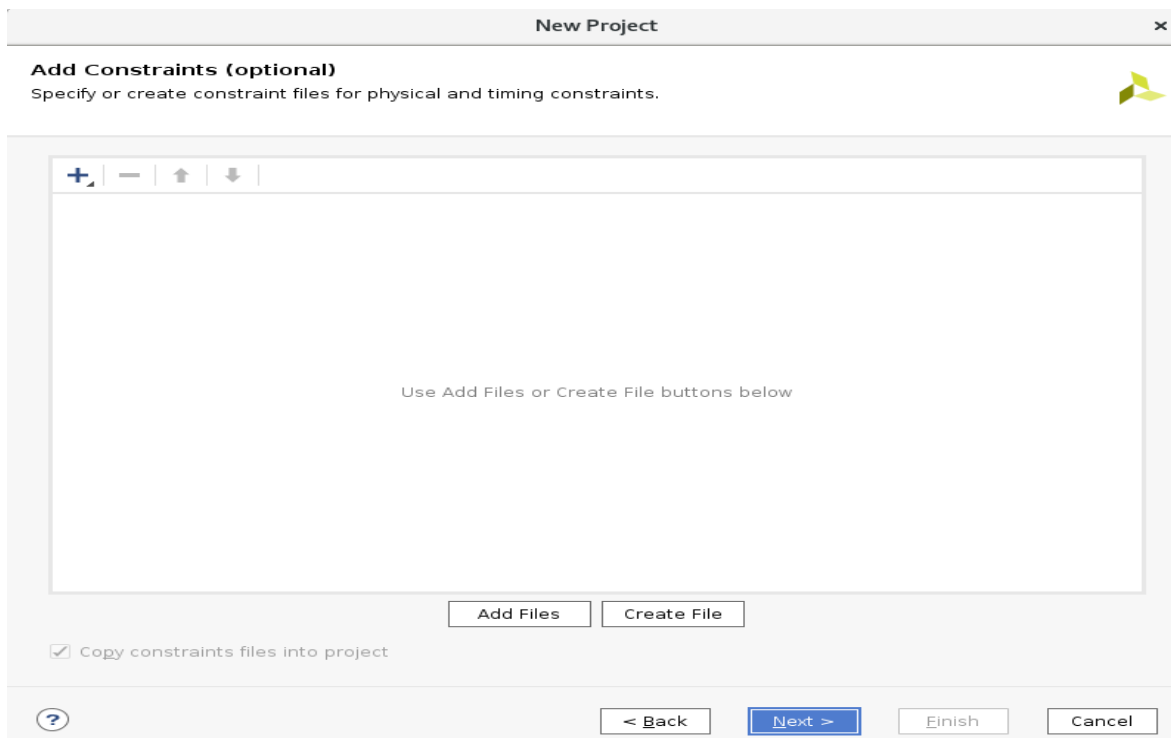 New Project
Add Constraints (optional)
Specify or create constraint files for physical and timing constraints.
Use Add Files or Create File buttons below
Add Files Create File
Copy constraints files into project
? < Back Next > Finish Cancel